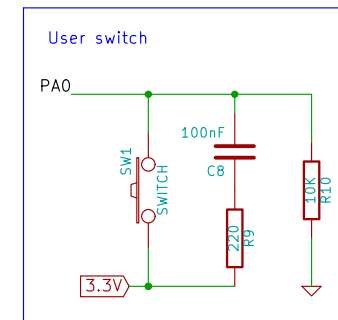 User switch
PA0
100nF
C8
SW1
SWITCH
10K
R10
220
R9
3.3V